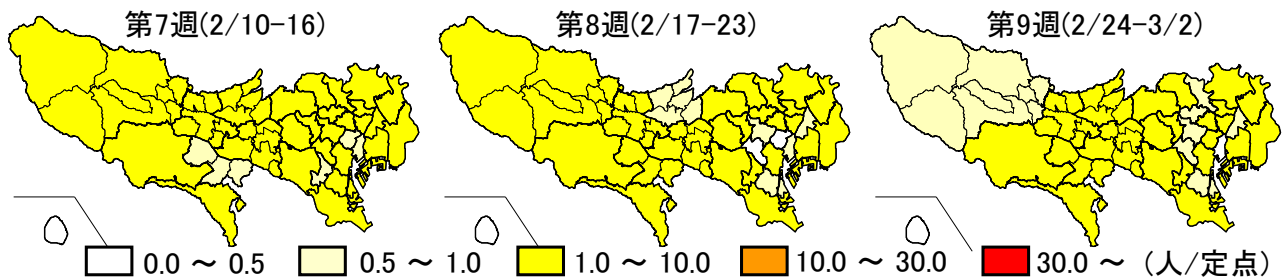 第7週(2/10-16)
第8週(2/17-23)
第9週(2/24-3/2)
0.0 ～ 0.5
0.5 ～ 1.0
1.0 ～ 10.0
10.0 ～ 30.0
30.0 ～ (人/定点)